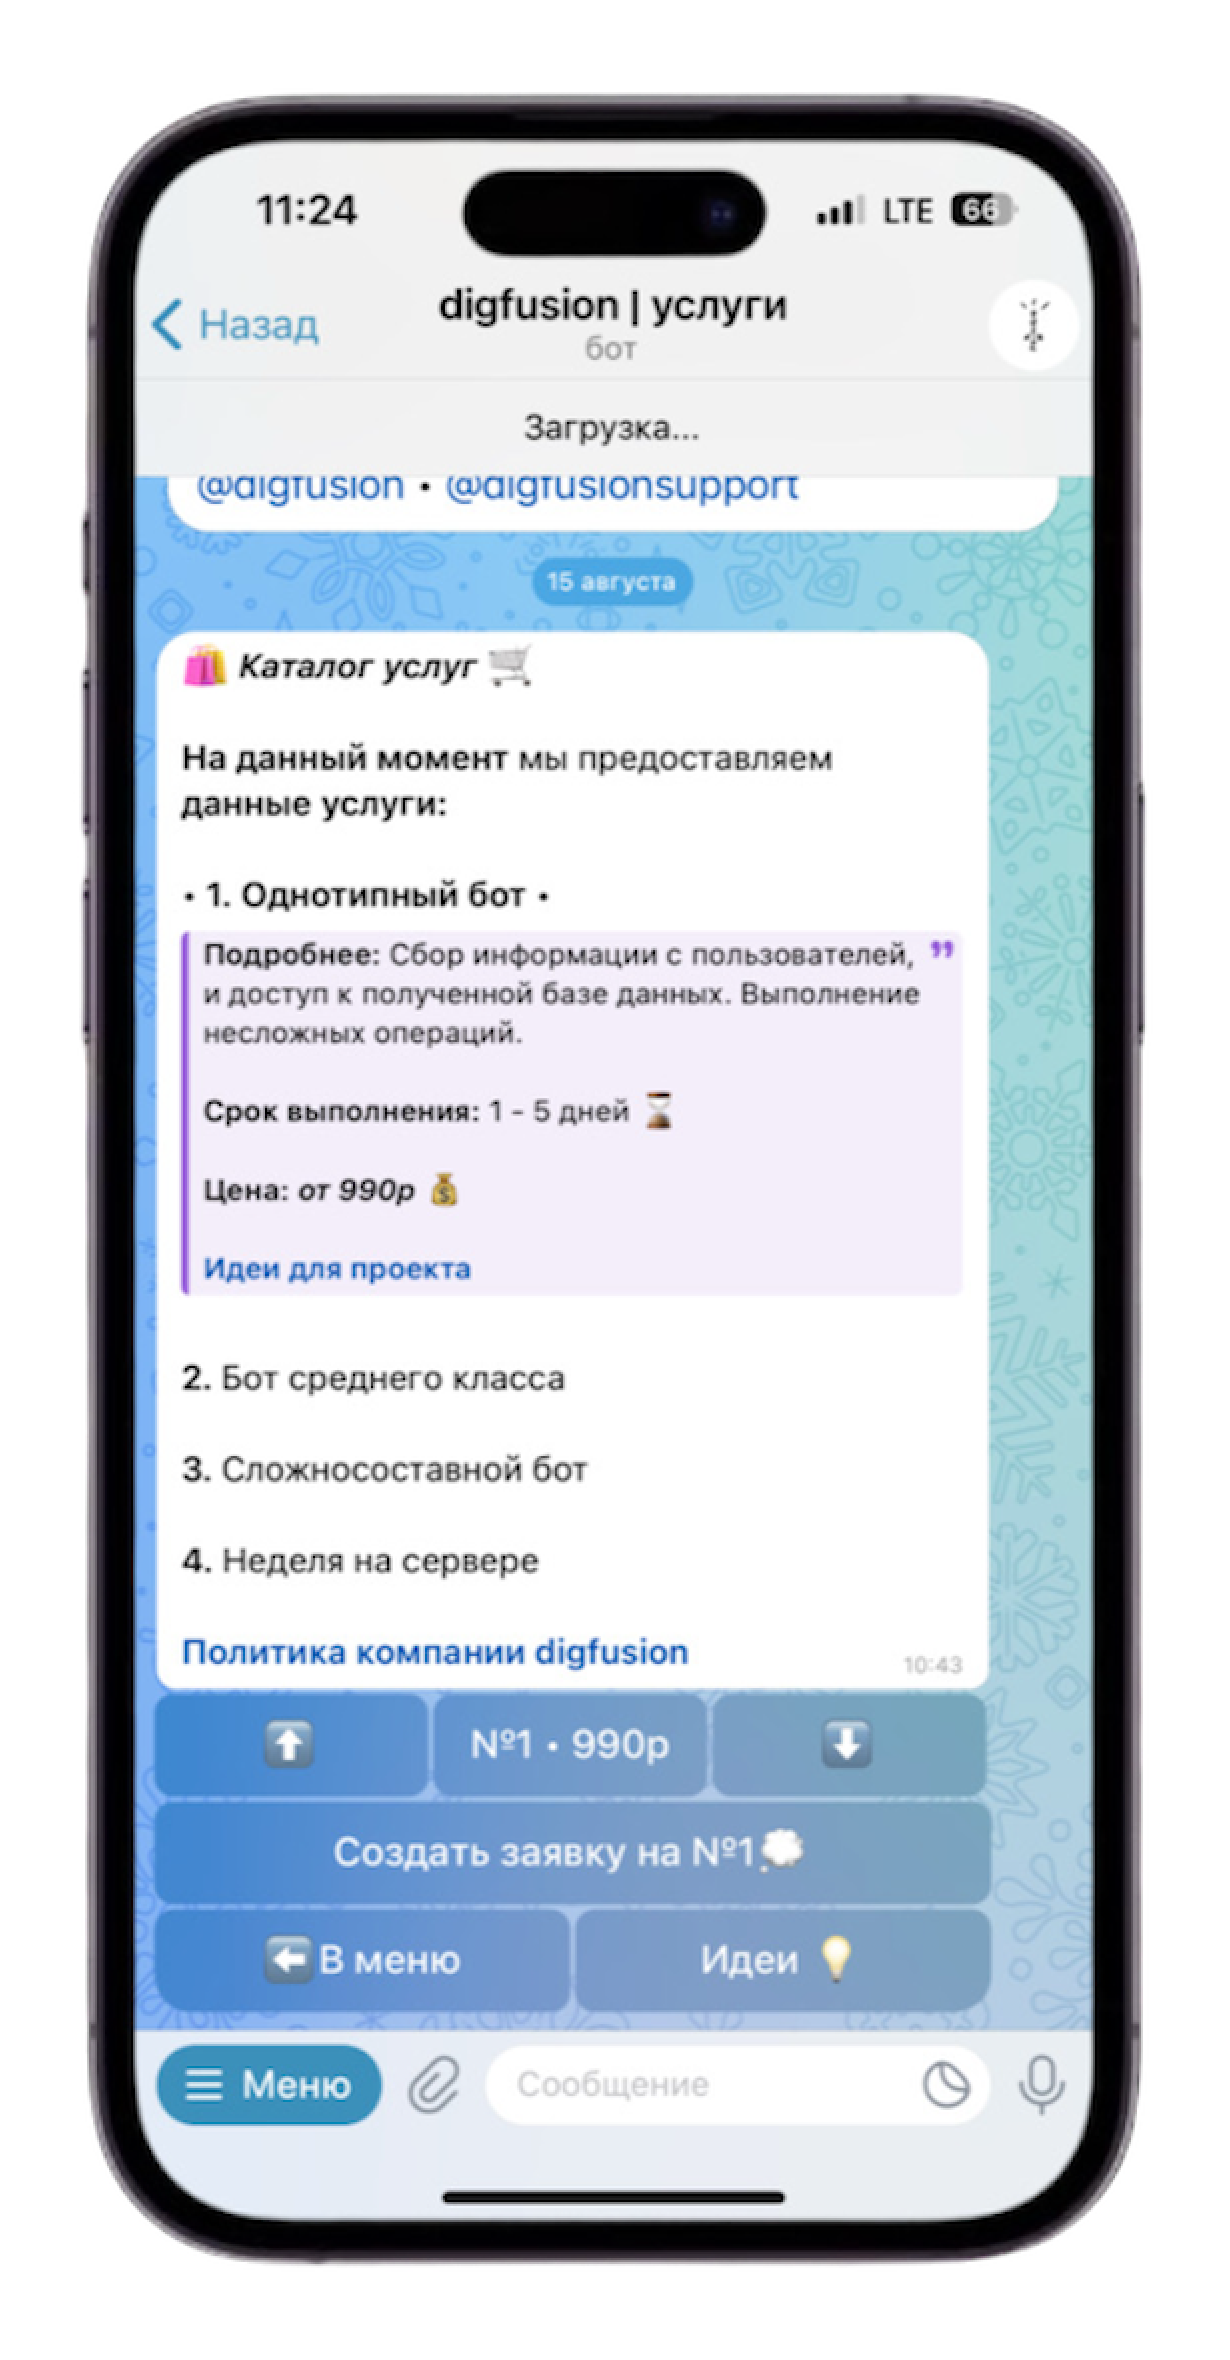 11:24
LTE 66
Назад
digfusion | услуги
бот
Загрузка...
@digfusion • @digfusionsupport
15 августа
🛍 Каталог услуг 🛒
На данный момент мы предоставляем
данные услуги:
• 1. Однотипный бот •
Подробнее: Сбор информации с пользователей,
и доступ к полученной базе данных. Выполнение
несложных операций.
Срок выполнения: 1 - 5 дней ⏳
Цена: от 990р 💰
Идеи для проекта
2. Бот среднего класса
3. Сложносоставной бот
4. Неделя на сервере
Политика компании digfusion
10:43
⬆️ №1 • 990р ⬇️
Создать заявку на №1💭
⬅️В меню
Идеи 💡
Меню
Сообщение